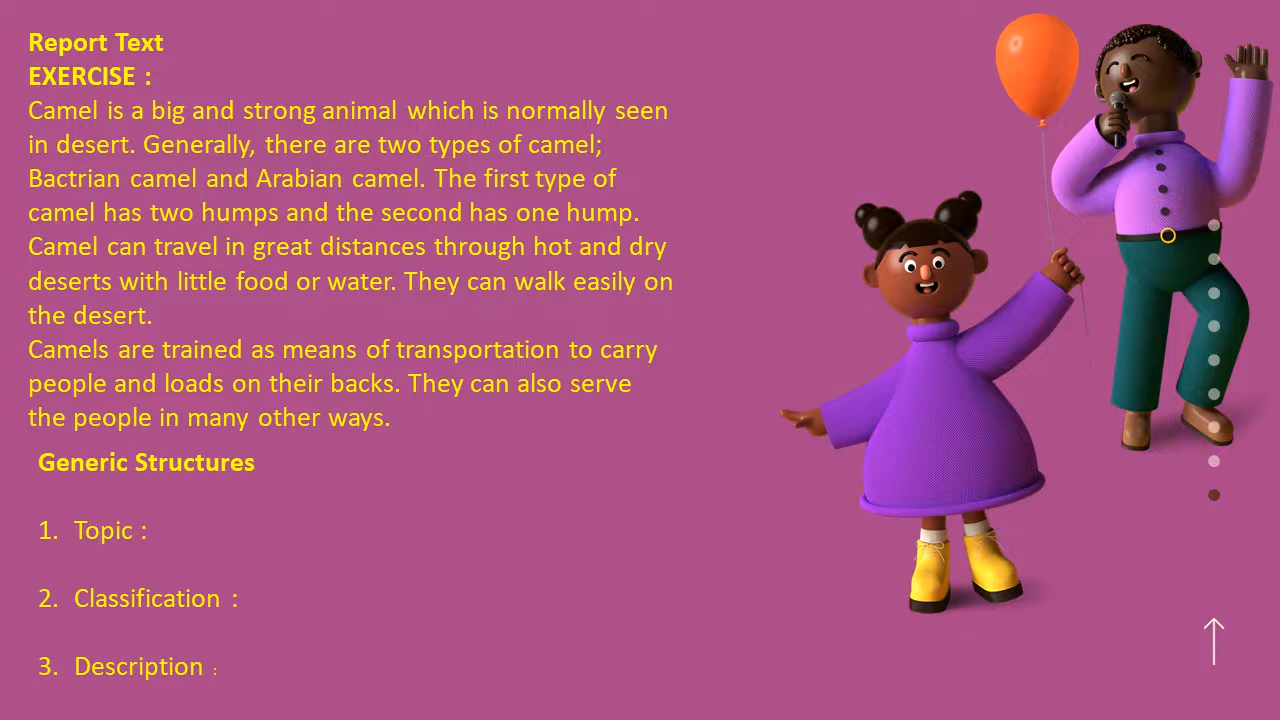 Report Text
EXERCISE :
Camel is a big and strong animal which is normally seen
in desert. Generally, there are two types of camel;
Bactrian camel and Arabian camel. The first type of
camel has two humps and the second has one hump.
Camel can travel in great distances through hot and dry
deserts with little food or water. They can walk easily on
the desert.
Camels are trained as means of transportation to carry
people and loads on their backs. They can also serve
the people in many other ways.
Generic Structures
1. Topic :
2. Classification :
3. Description :